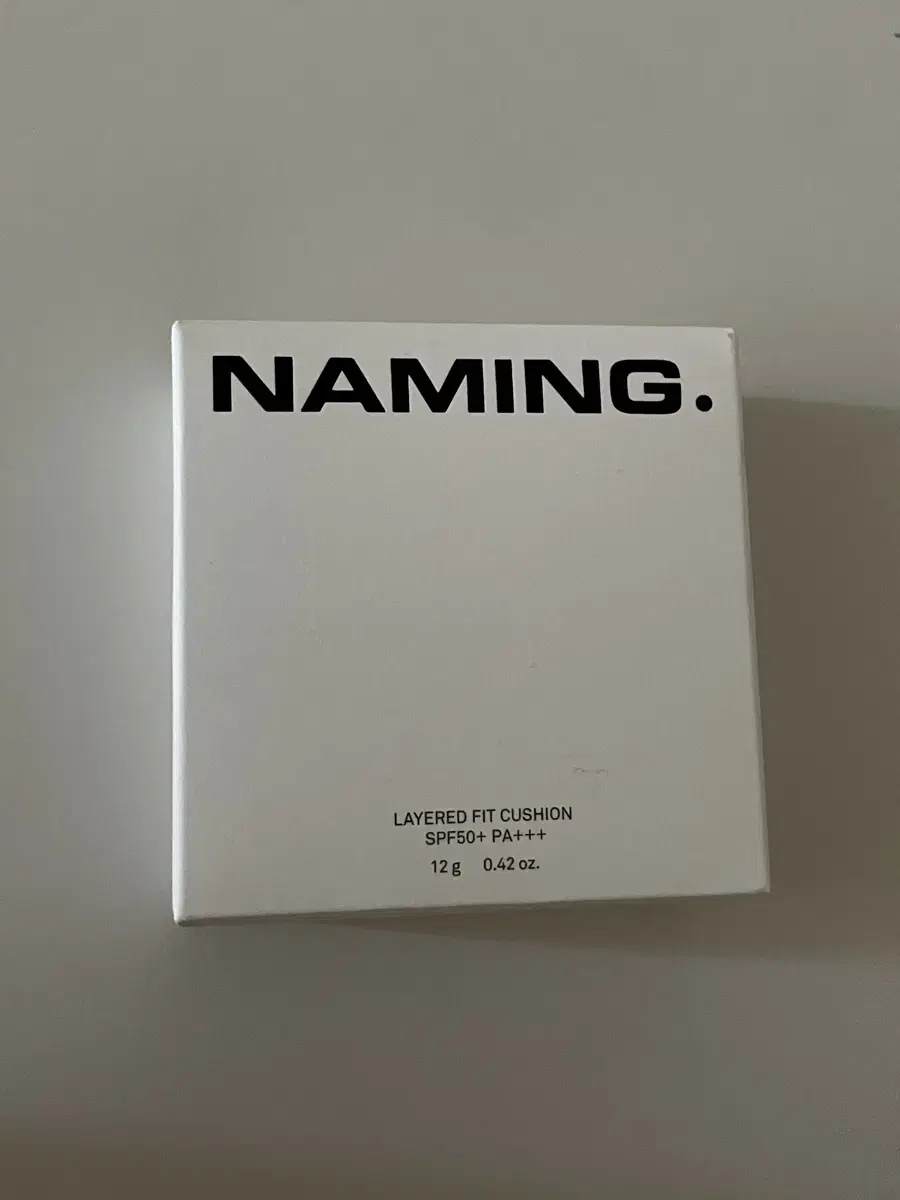 NAMING.
LAYERED FIT CUSHION
SPF50+ PA+++
12 g 0.42 oz.